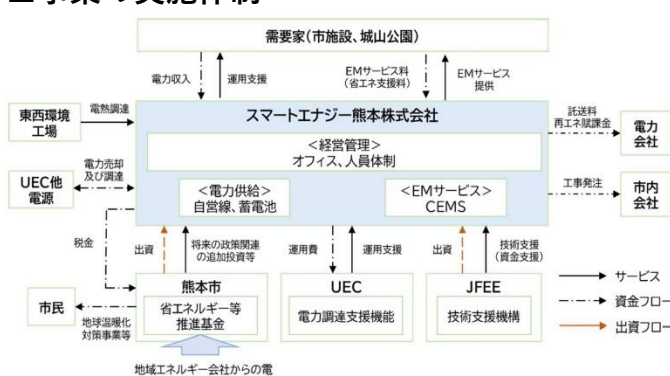 需要家(市施設、城山公園)
電力収入
運用支援
EMサービス料
(省エネ支援料)
EMサービス
提供
東西環境
工場
電熱調達
スマートエナジー熊本株式会社
<経営管理>
オフィス、人員体制
託送料
再エネ賦課金
電力
会社
UEC他
電源
電力売却
及び調達
<電力供給>
自営線、蓄電池
<EMサービス>
CEMS
工事発注
市内
会社
税金
出資
将来の政策関連
の追加投資等
運用費
運用支援
出資
技術支援
(資金支援)
市民
地球温暖化
対策事業等
熊本市
省エネルギー等
推進基金
UEC
電力調達支援機能
JFEE
技術支援機構
サービス
資金フロー
出資フロー
地域エネルギー会社からの電